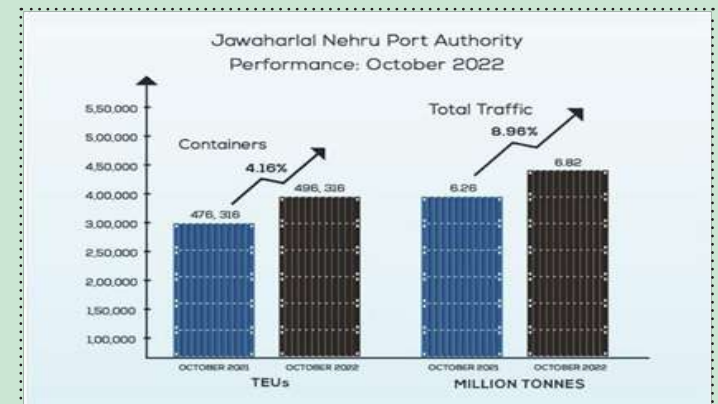 Jawaharlal Nehru Port Authority
Performance: October 2022
5,50,000
5,00,000
4,50,000
4,00,000
3,00,000
2,50,000
2,00,000
1,50,000
1,00,000
Containers
4.16%
476, 316
496, 316
Total Traffic
8.96%
6.26
6.82
OCTOBER 2021
OCTOBER 2022
OCTOBER 2021
OCTOBER 2022
TEUs
MILLION TONNES